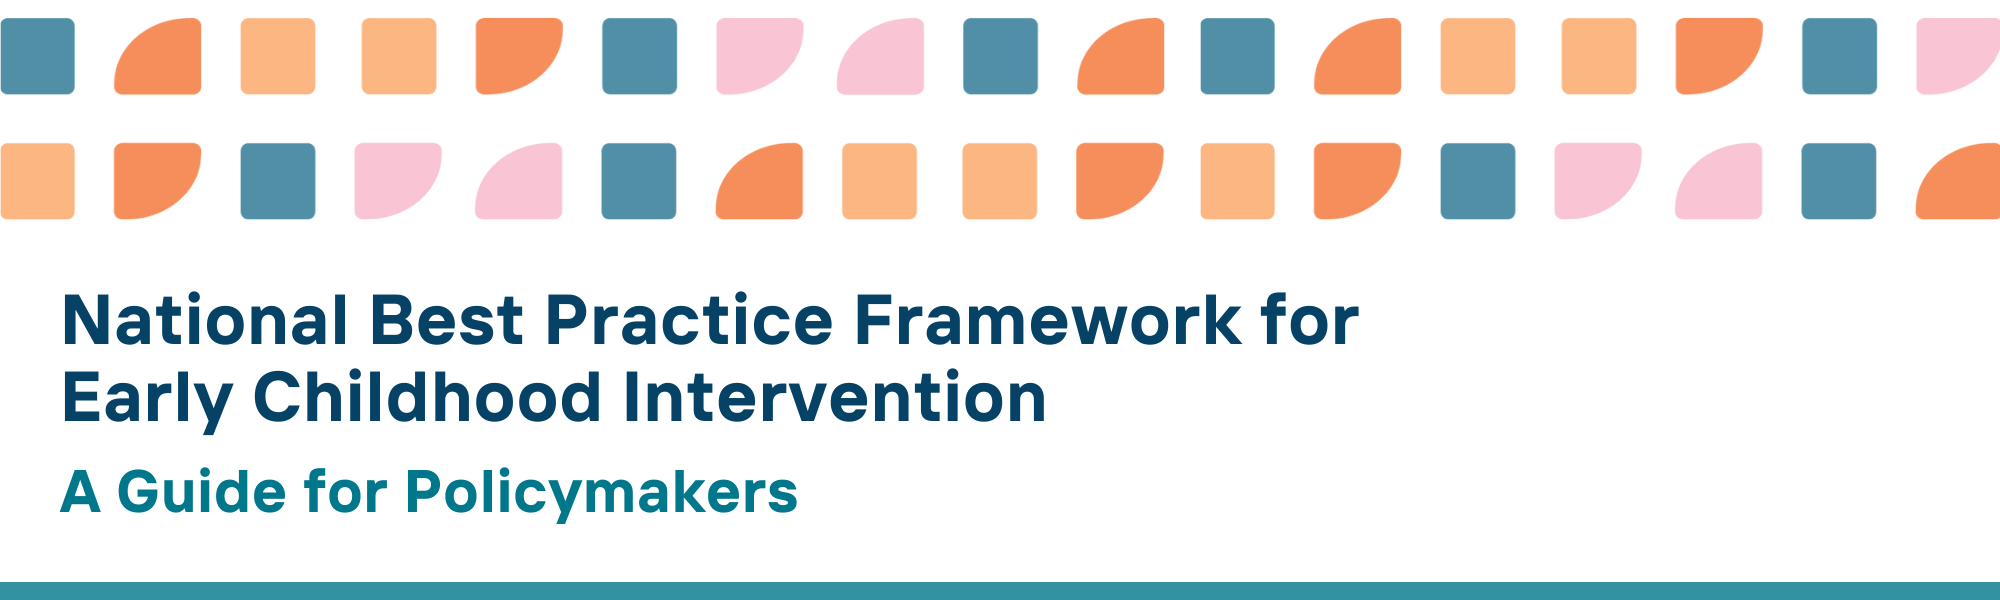 National Best Practice Framework for
Early Childhood Intervention
A Guide for Policymakers